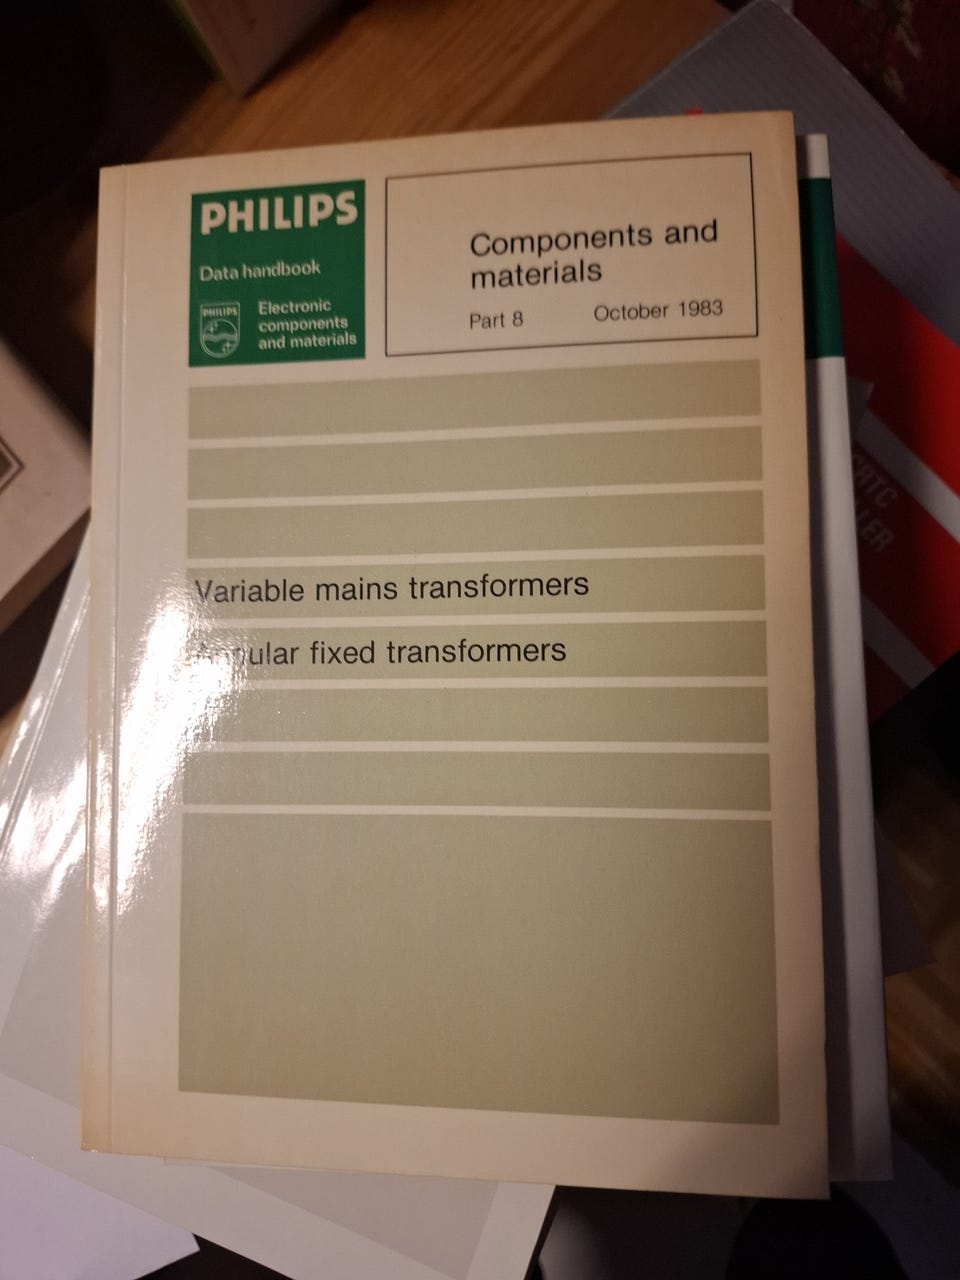 PHILIPS
Data handbook
PHILIPS
Electronic
components
and materials
Components and
materials
Part 8 October 1983
Variable mains transformers
Annular fixed transformers